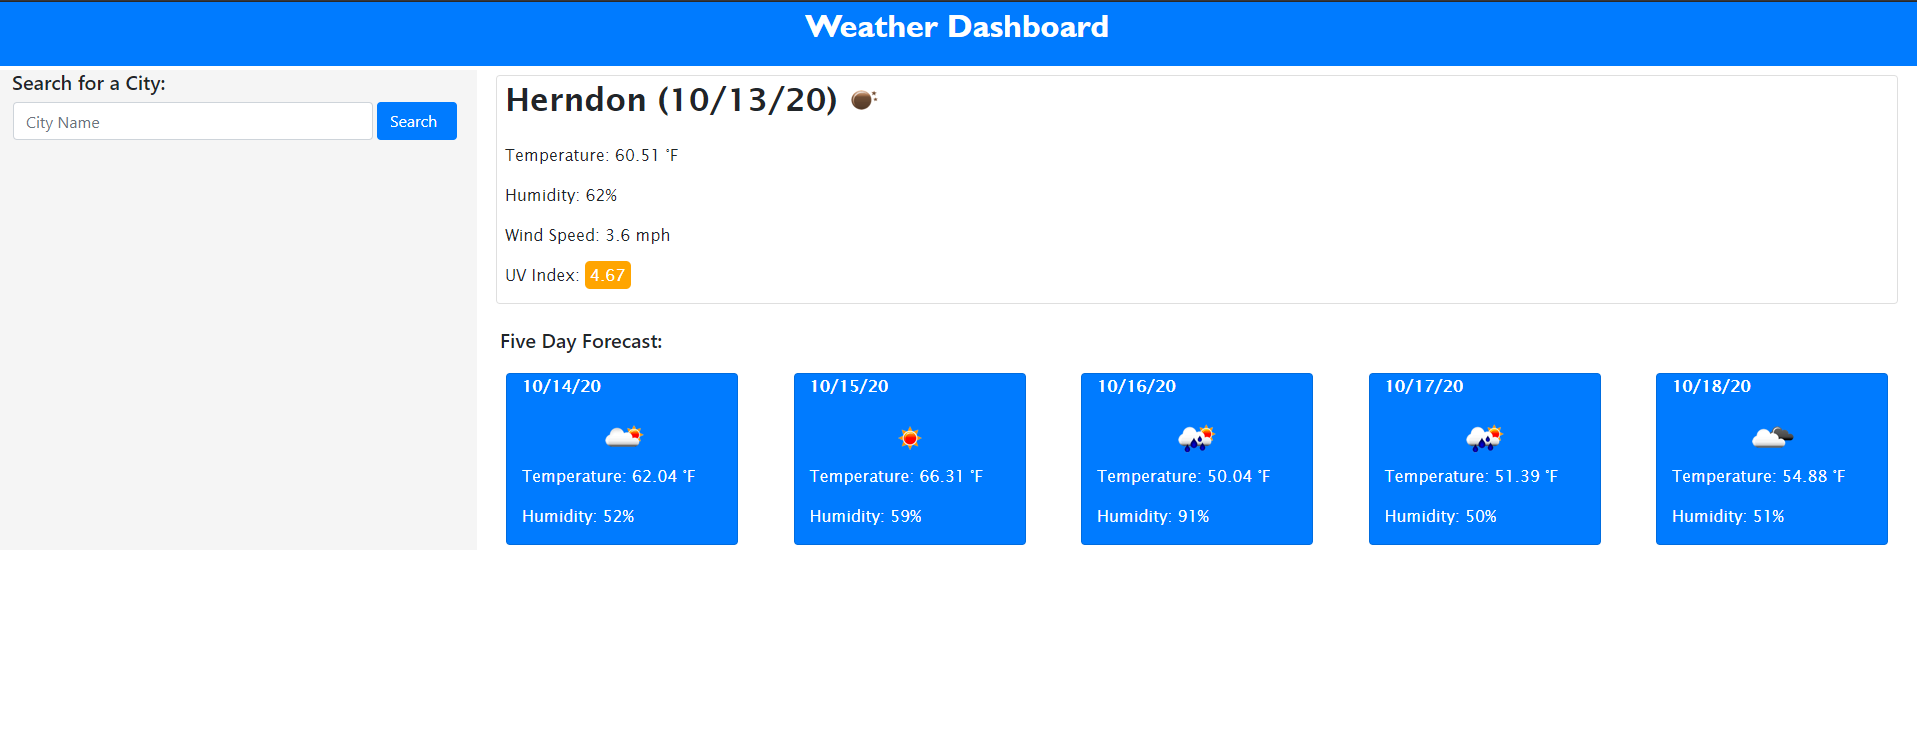 Weather Dashboard
Search for a City:
City Name
Search
Herndon (10/13/20)
Temperature: 60.51 °F
Humidity: 62%
Wind Speed: 3.6 mph
UV Index: 4.67
Five Day Forecast:
10/14/20
Temperature: 62.04 °F
Humidity: 52%
10/15/20
Temperature: 66.31 °F
Humidity: 59%
10/16/20
Temperature: 50.04 °F
Humidity: 91%
10/17/20
Temperature: 51.39 °F
Humidity: 50%
10/18/20
Temperature: 54.88 °F
Humidity: 51%